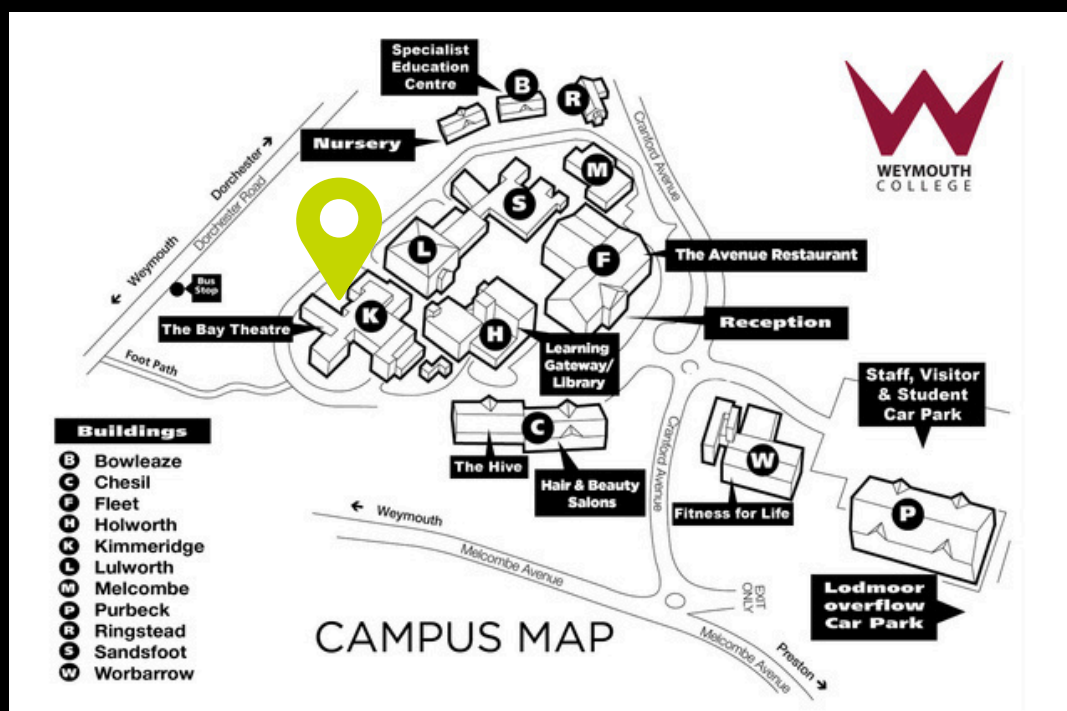 Specialist
Education
Centre
B
R
Nursery
Cranford Avenue
WEYMOUTH
COLLEGE
Dorchester
Dorchester Road
Weymouth
Bus
Stop
M
S
L
F
The Avenue Restaurant
K
The Bay Theatre
H
Reception
Learning
Gateway/
Library
Foot Path
Staff, Visitor
& Student
Car Park
C
The Hive
Hair & Beauty
Salons
Cranford Avenue
W
Fitness for Life
P
Buildings
B Bowleaze
C Chesil
F Fleet
H Holworth
K Kimmeridge
L Lulworth
M Melcombe
P Purbeck
R Ringstead
S Sandsfoot
W Worbarrow
Weymouth
Melcombe Avenue
EXIT
ONLY
Lodmoor
overflow
Car Park
CAMPUS MAP
Melcombe Avenue
Preston